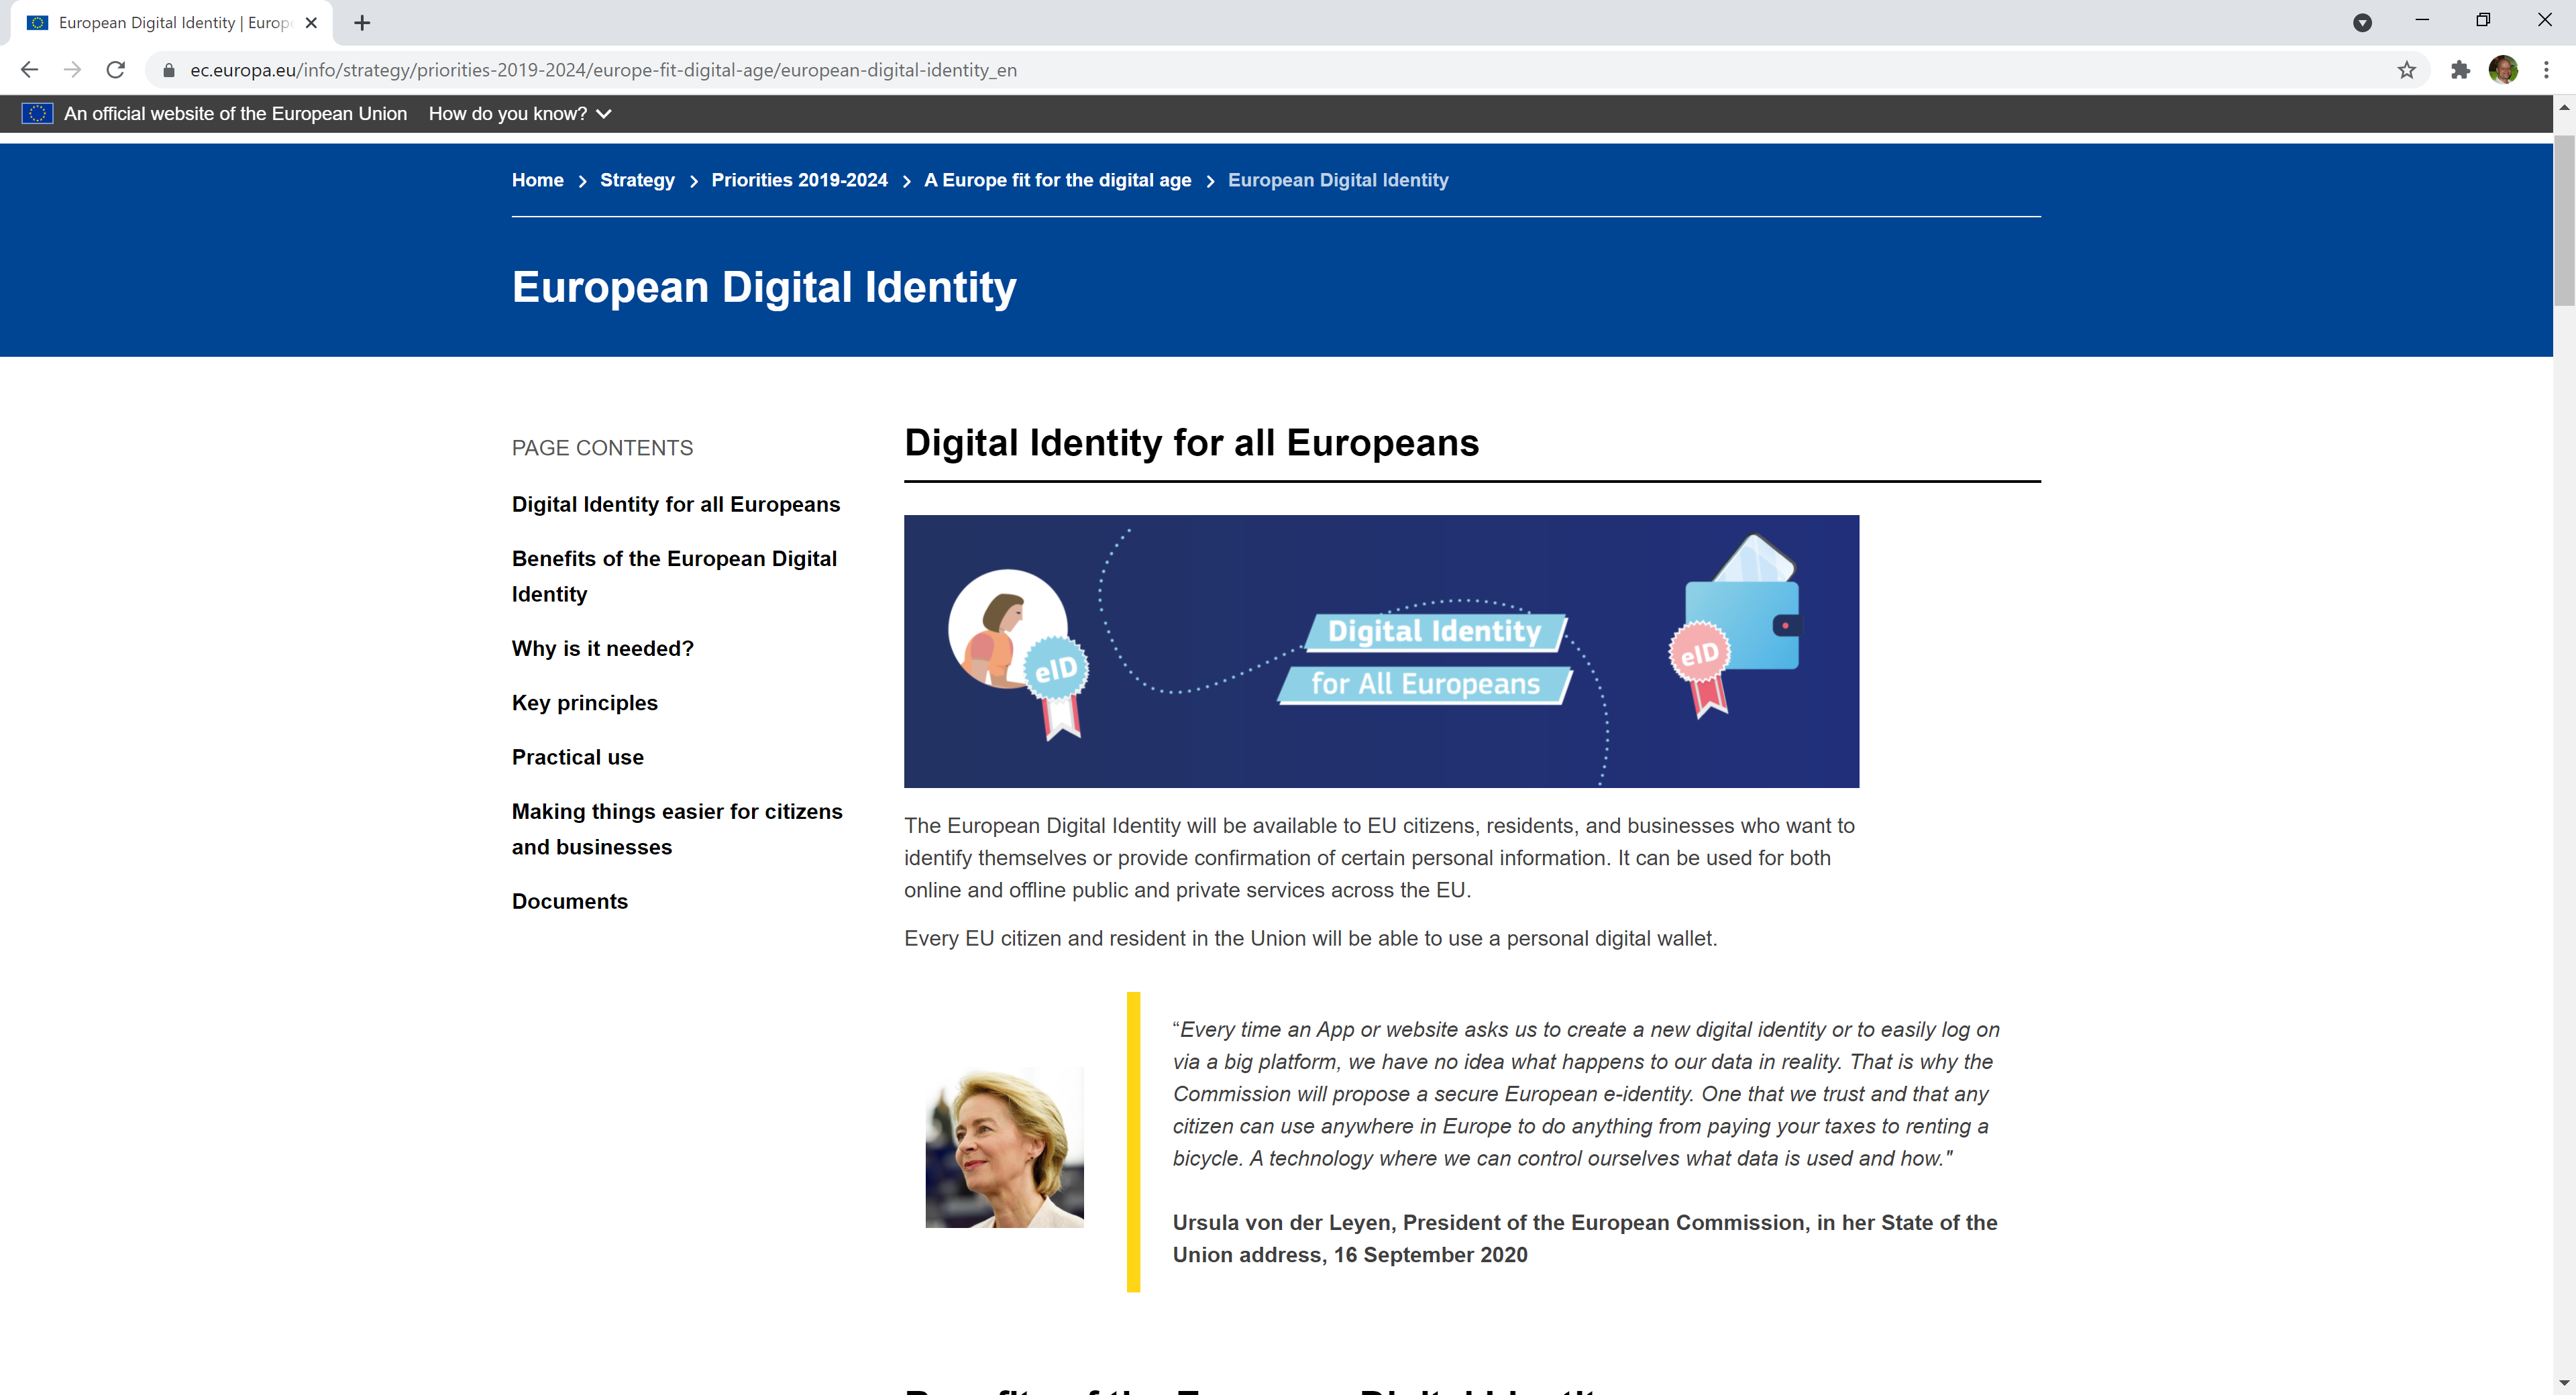 European Digital Identity | Europ
ec.europa.eu/info/strategy/priorities-2019-2024/europe-fit-digital-age/european-digital-identity_en
An official website of the European Union How do you know?
Home Strategy Priorities 2019-2024 A Europe fit for the digital age European Digital Identity
European Digital Identity
PAGE CONTENTS
Digital Identity for all Europeans
Benefits of the European Digital
Identity
Why is it needed?
Key principles
Practical use
Making things easier for citizens
and businesses
Documents
Digital Identity for all Europeans
eID
Digital Identity
for All Europeans
eID
The European Digital Identity will be available to EU citizens, residents, and businesses who want to
identify themselves or provide confirmation of certain personal information. It can be used for both
online and offline public and private services across the EU.
Every EU citizen and resident in the Union will be able to use a personal digital wallet.
“Every time an App or website asks us to create a new digital identity or to easily log on
via a big platform, we have no idea what happens to our data in reality. That is why the
Commission will propose a secure European e-identity. One that we trust and that any
citizen can use anywhere in Europe to do anything from paying your taxes to renting a
bicycle. A technology where we can control ourselves what data is used and how."
Ursula von der Leyen, President of the European Commission, in her State of the
Union address, 16 September 2020